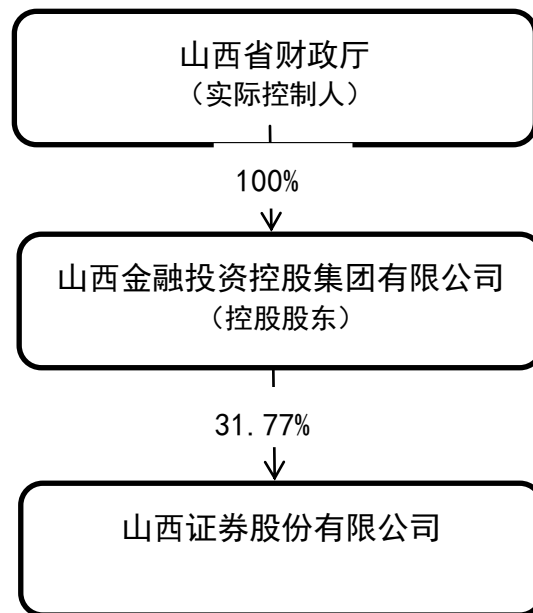 山西省财政厅
（实际控制人）
100%
山西金融投资控股集团有限公司
（控股股东）
31.77%
山西证券股份有限公司